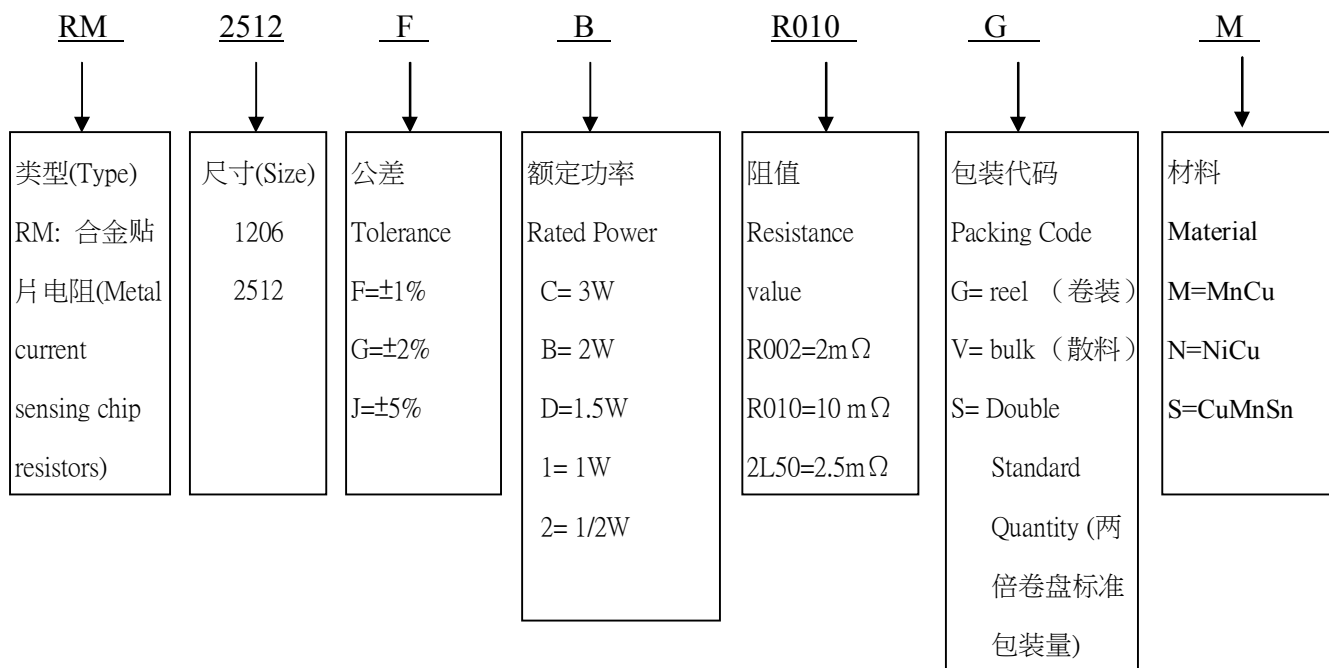 RM 2512 F B R010 G M
类型(Type)
RM: 合金贴
片电阻(Metal
current
sensing chip
resistors)
尺寸(Size)
1206
2512
公差
Tolerance
F=±1%
G=±2%
J=±5%
额定功率
Rated Power
C= 3W
B= 2W
D=1.5W
1= 1W
2= 1/2W
阻值
Resistance
value
R002=2mΩ
R010=10 mΩ
2L50=2.5mΩ
包装代码
Packing Code
G= reel （卷装）
V= bulk （散料）
S= Double
Standard
Quantity (两
倍卷盘标准
包装量)
材料
Material
M=MnCu
N=NiCu
S=CuMnSn